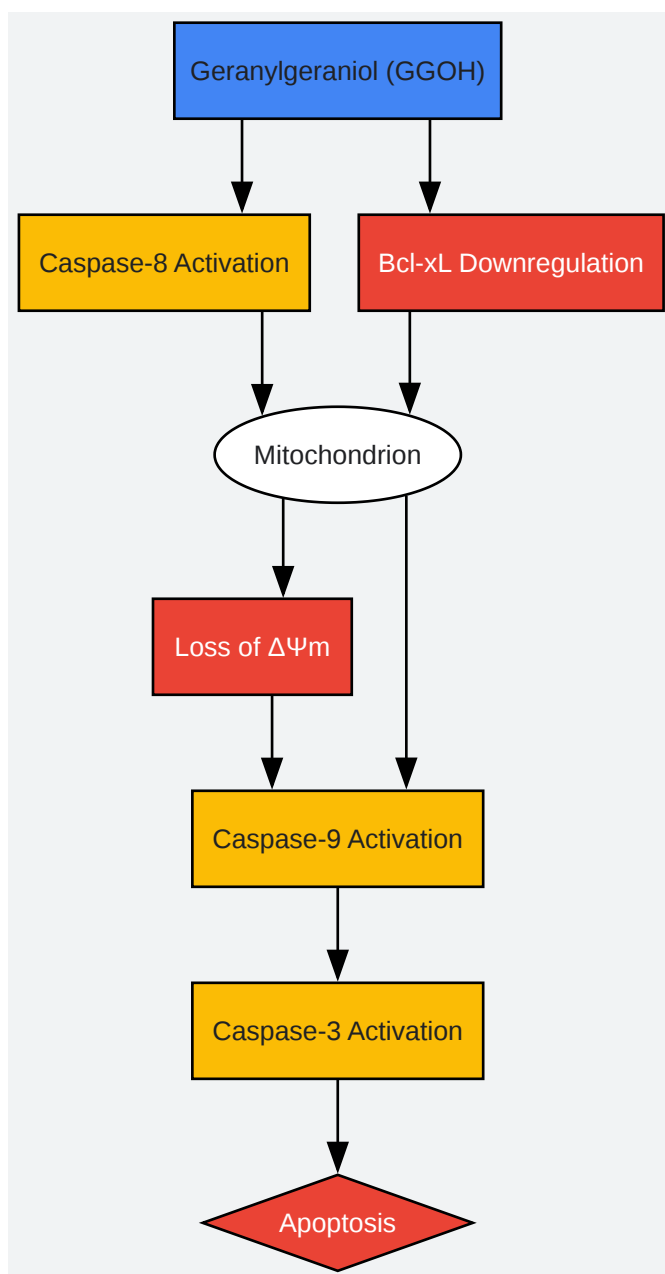 Geranylgeraniol (GGOH)
Caspase-8 Activation
Bcl-xL Downregulation
Mitochondrion
Loss of ΔΨm
Caspase-9 Activation
Caspase-3 Activation
Apoptosis